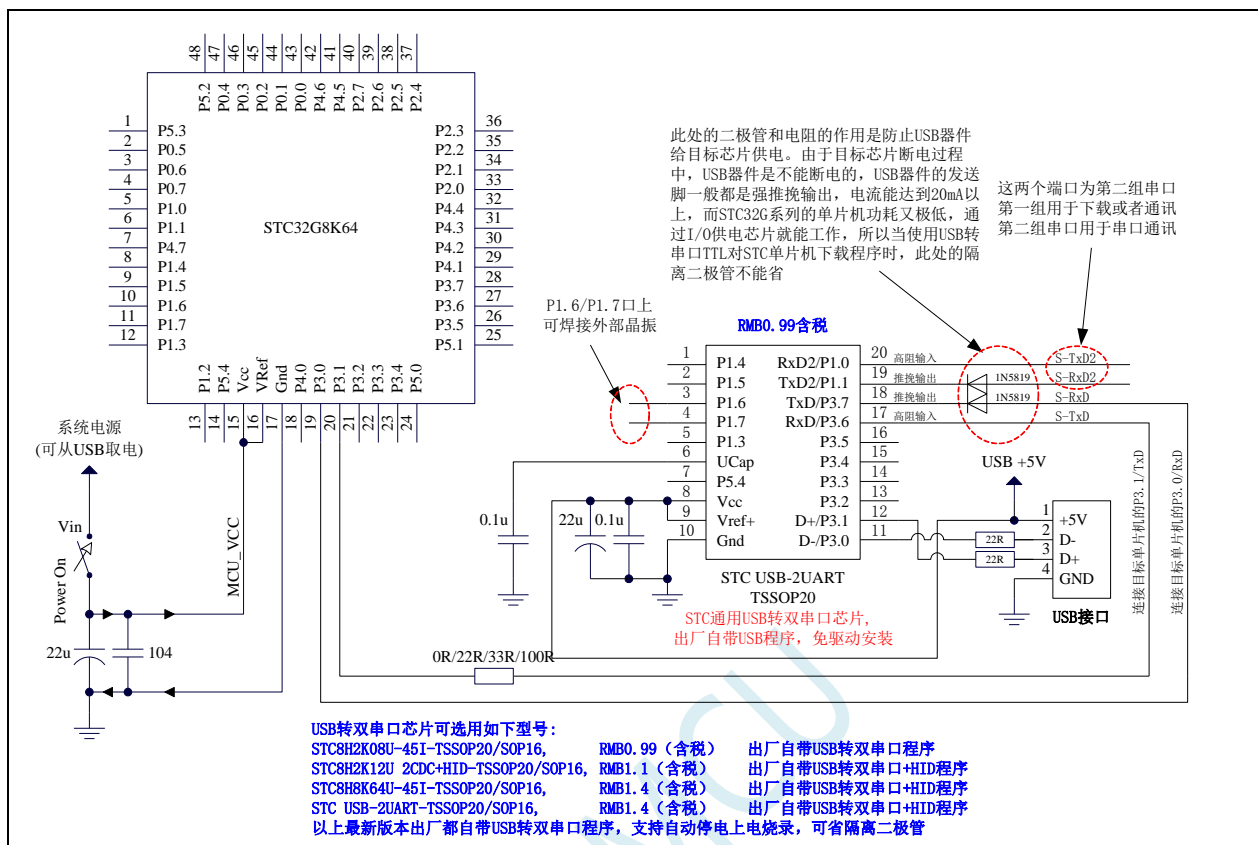 48
47
46
45
44
43
42
41
40
39
38
37
P5.2
P0.4
P0.3
P0.2
P0.1
P0.0
P4.6
P4.5
P2.7
P2.6
P2.5
P2.4
1 P5.3
2 P0.5
3 P0.6
4 P0.7
5 P1.0
6 P1.1
7 P4.7
8 P1.4
9 P1.5
10 P1.6
11 P1.7
12 P1.3
STC32G8K64
P2.3 36
P2.2 35
P2.1 34
P2.0 33
P4.4 32
P4.3 31
P4.2 30
P4.1 29
P3.7 28
P3.6 27
P3.5 26
P5.1 25
P1.2
P5.4
Vcc
VRef
Gnd
P4.0
P3.0
P3.1
P3.2
P3.3
P3.4
P5.0
13
14
15
16
17
18
19
20
21
22
23
24
此处的二极管和电阻的作用是防止USB器件
给目标芯片供电。由于目标芯片断电过程
中，USB器件是不能断电的，USB器件的发送
脚一般都是强推挽输出，电流能达到20mA以
上，而STC32G系列的单片机功耗又极低，通
过I/O供电芯片就能工作，所以当使用USB转
串口TTL对STC单片机下载程序时，此处的隔
离二极管不能省
这两个端口为第二组串口
第一组用于下载或者通讯
第二组串口用于串口通讯
P1.6/P1.7口上
可焊接外部晶振
RMB0.99含税
1 P1.4
2 P1.5
3 P1.6
4 P1.7
5 P1.3
6 UCap
7 P5.4
8 Vcc
9 Vref+
10 Gnd
RxD2/P1.0 20 高阻输入 S-TxD2
TxD2/P1.1 19 推挽输出 1N5819 S-RxD2
TxD/P3.7 18 推挽输出 1N5819 S-RxD
RxD/P3.6 17 高阻输入 S-TxD
P3.5 16
P3.4 15
P3.3 14
P3.2 13
D+/P3.1 12
D-/P3.0 11
STC USB-2UART
TSSOP20
STC通用USB转双串口芯片，
出厂自带USB程序，免驱动安装
系统电源
(可从USB取电)
Vin
Power On
MCU_VCC
22u
104
0.1u
22u
0.1u
0R/22R/33R/100R
USB +5V
22R
22R
1 +5V
2 D-
3 D+
4 GND
USB接口
连接目标单片机的P3.1/TxD
连接目标单片机的P3.0/RxD
USB转双串口芯片可选用如下型号：
STC8H2K08U-45I-TSSOP20/SOP16, RMB0.99（含税） 出厂自带USB转双串口程序
STC8H2K12U 2CDC+HID-TSSOP20/SOP16, RMB1.1（含税） 出厂自带USB转双串口+HID程序
STC8H8K64U-45I-TSSOP20/SOP16, RMB1.4（含税） 出厂自带USB转双串口+HID程序
STC USB-2UART-TSSOP20/SOP16, RMB1.4（含税） 出厂自带USB转双串口+HID程序
以上最新版本出厂都自带USB转双串口程序，支持自动停电上电烧录，可省隔离二极管
MCU